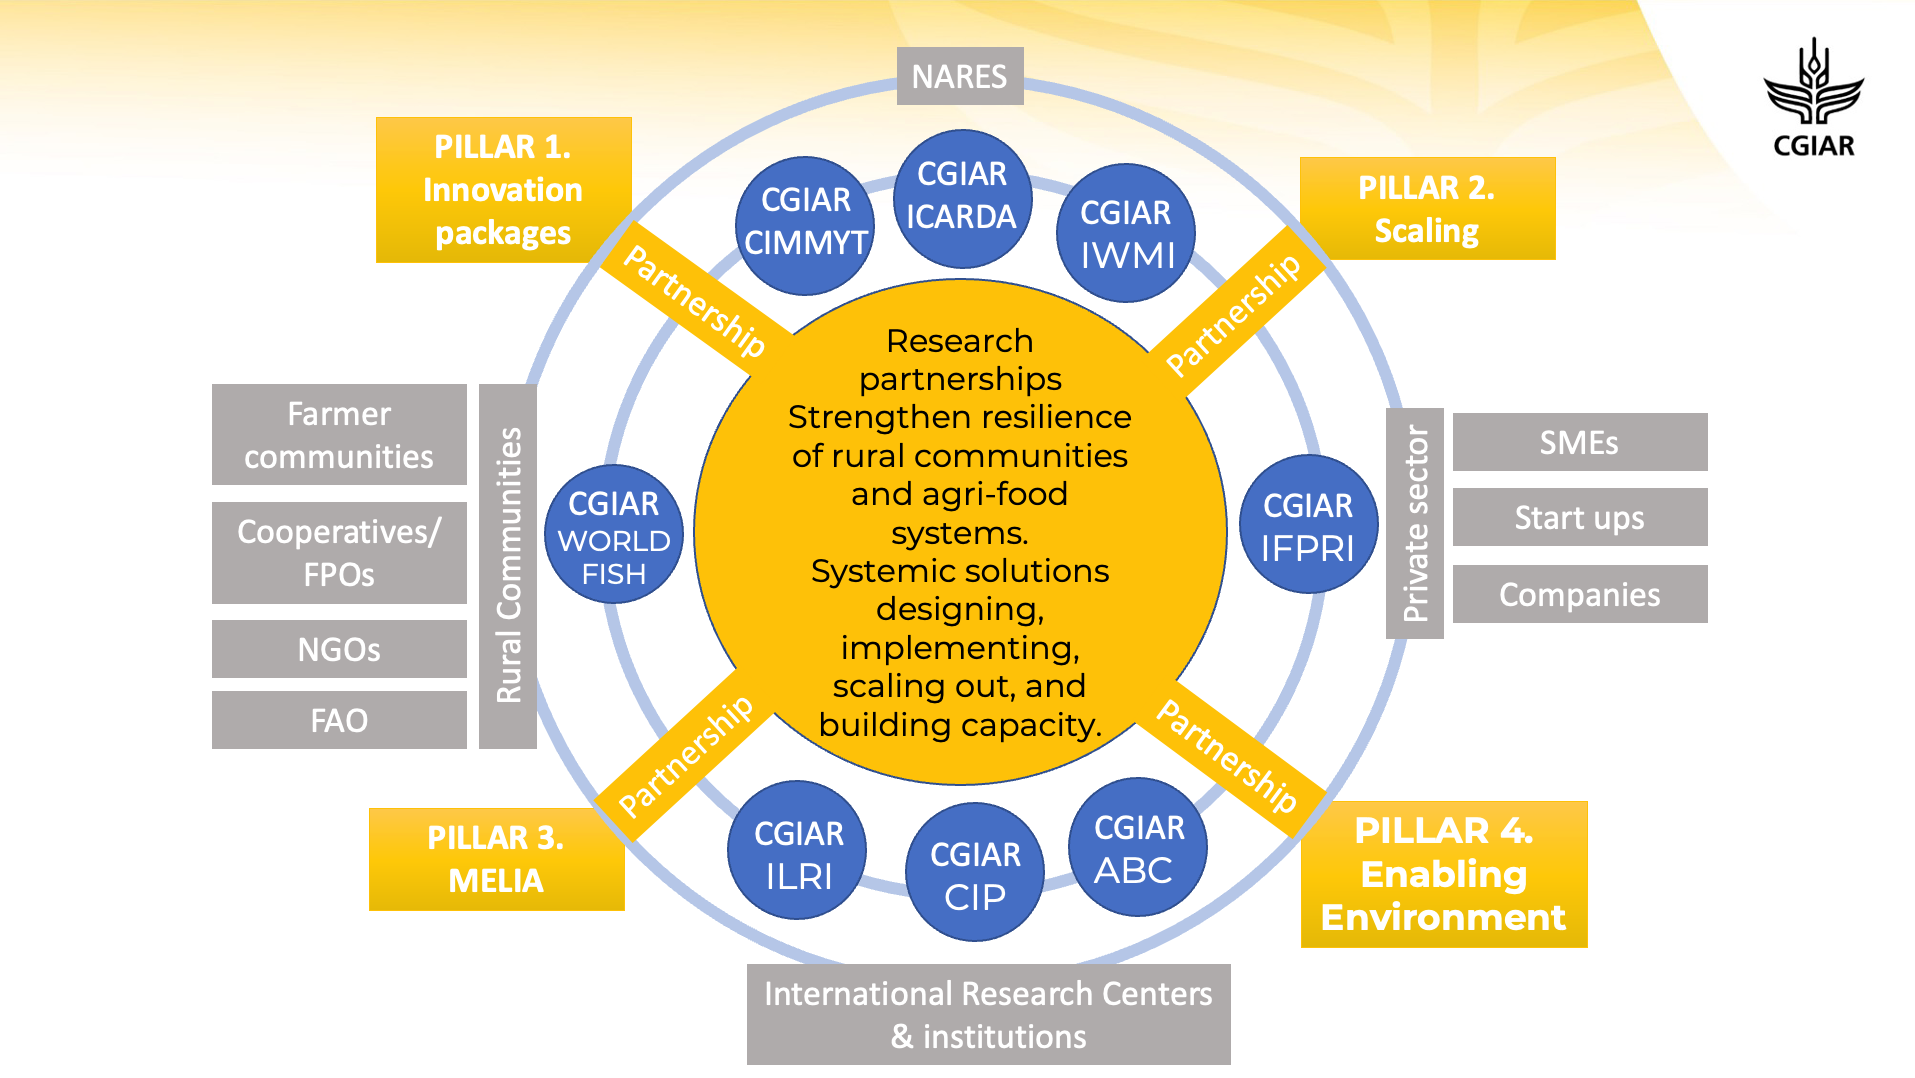 NARES
CGIAR
PILLAR 1.
Innovation
packages
PILLAR 2.
Scaling
CGIAR
CIMMYT
CGIAR
ICARDA
CGIAR
IWMI
Partnership
Partnership
Research
partnerships
Strengthen resilience
of rural communities
and agri-food
systems.
Systemic solutions
designing,
implementing,
scaling out, and
building capacity.
Farmer
communities
Cooperatives/
FPOs
NGOs
FAO
Rural Communities
CGIAR
WORLD
FISH
CGIAR
IFPRI
Private sector
SMEs
Start ups
Companies
Partnership
Partnership
PILLAR 3.
MELIA
CGIAR
ILRI
CGIAR
CIP
CGIAR
ABC
PILLAR 4.
Enabling
Environment
International Research Centers
& institutions